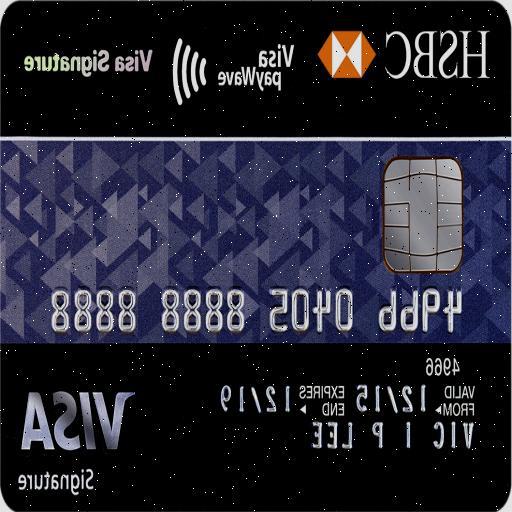 HSBC Visa payWave Visa Signature
4966 0405 8888 8888
4966
VALID FROM ▸ 12/15 EXPIRES END ▸ 12/19
VIC I P LEE
VISA
Signature